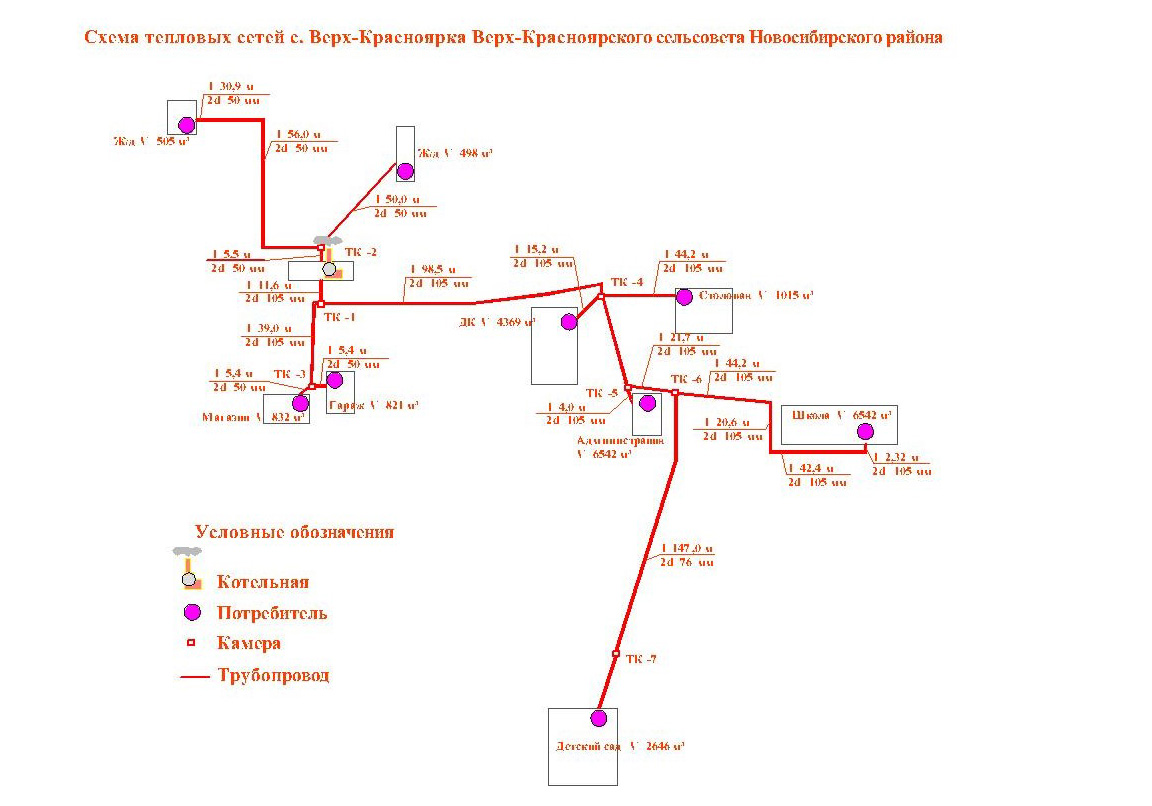 Схема тепловых сетей с. Верх-Красноярка Верх-Красноярского сельсовета Новосибирского района
l 30,9 м
2d 50 мм
Ж/д V 505 м³
l 56,0 м
2d 50 мм
Ж/д V 498 м³
l 50,0 м
2d 50 мм
l 5,5 м
2d 50 мм
ТК -2
l 11,6 м
2d 105 мм
l 98,5 м
2d 105 мм
l 15,2 м
2d 105 мм
ТК -4
l 44,2 м
2d 105 мм
Столовая V 1015 м³
ТК -1
ДК V 4369 м³
l 39,0 м
2d 105 мм
l 5,4 м
2d 50 мм
ТК -3
l 5,4 м
2d 50 мм
Магазин V 832 м³
Гараж V 821 м³
l 21,7 м
2d 105 мм
ТК -6
l 44,2 м
2d 105 мм
ТК -5
l 4,0 м
2d 105 мм
Администрация
V 6542 м³
l 20,6 м
2d 105 мм
Школа V 6542 м³
l 42,4 м
2d 105 мм
l 2,32 м
2d 105 мм
l 147,0 м
2d 76 мм
ТК -7
Детский сад V 2646 м³
Условные обозначения
Котельная
Потребитель
Камера
Трубопровод